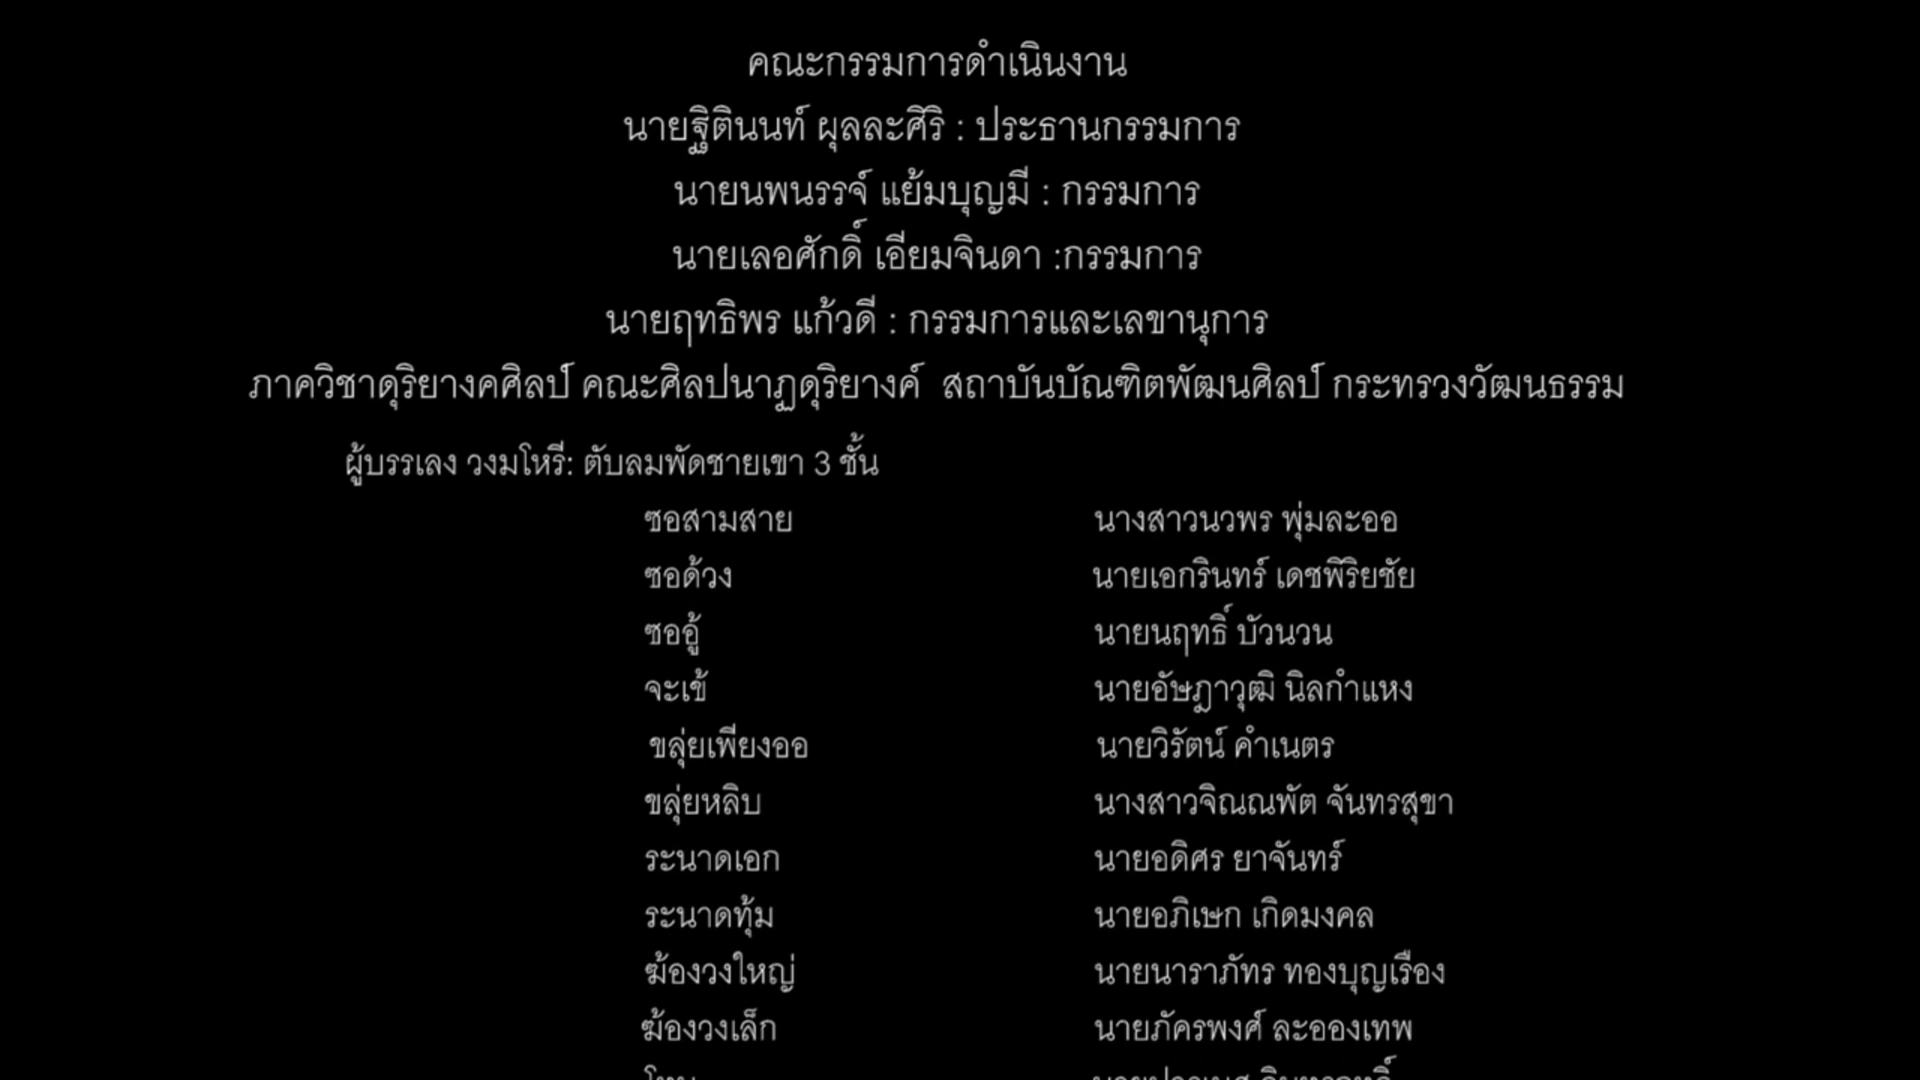 คณะกรรมการดำเนินงาน
นายฐิตินนท์ ผุลละศิริ : ประธานกรรมการ
นายนพนรรจ์ แย้มบุญมี : กรรมการ
นายเลอศักดิ์ เอียมจินดา :กรรมการ
นายฤทธิพร แก้วดี : กรรมการและเลขานุการ
ภาควิชาดุริยางคศิลป์ คณะศิลปนาฏดุริยางค์ สถาบันบัณฑิตพัฒนศิลป์ กระทรวงวัฒนธรรม
ผู้บรรเลง วงมโหรี: ตับลมพัดชายเขา 3 ชั้น
ซอสามสาย นางสาวนวพร พุ่มละออ
ซอด้วง นายเอกรินทร์ เดชพิริยชัย
ซออู้ นายนฤทธิ์ บัวนวน
จะเข้ นายอัษฎาวุฒิ นิลกำแหง
ขลุ่ยเพียงออ นายวิรัตน์ คำเนตร
ขลุ่ยหลิบ นางสาวจิณณพัต จันทรสุขา
ระนาดเอก นายอดิศร ยาจันทร์
ระนาดทุ้ม นายอภิเษก เกิดมงคล
ฆ้องวงใหญ่ นายนาราภัทร ทองบุญเรือง
ฆ้องวงเล็ก นายภัครพงศ์ ละอองเทพ